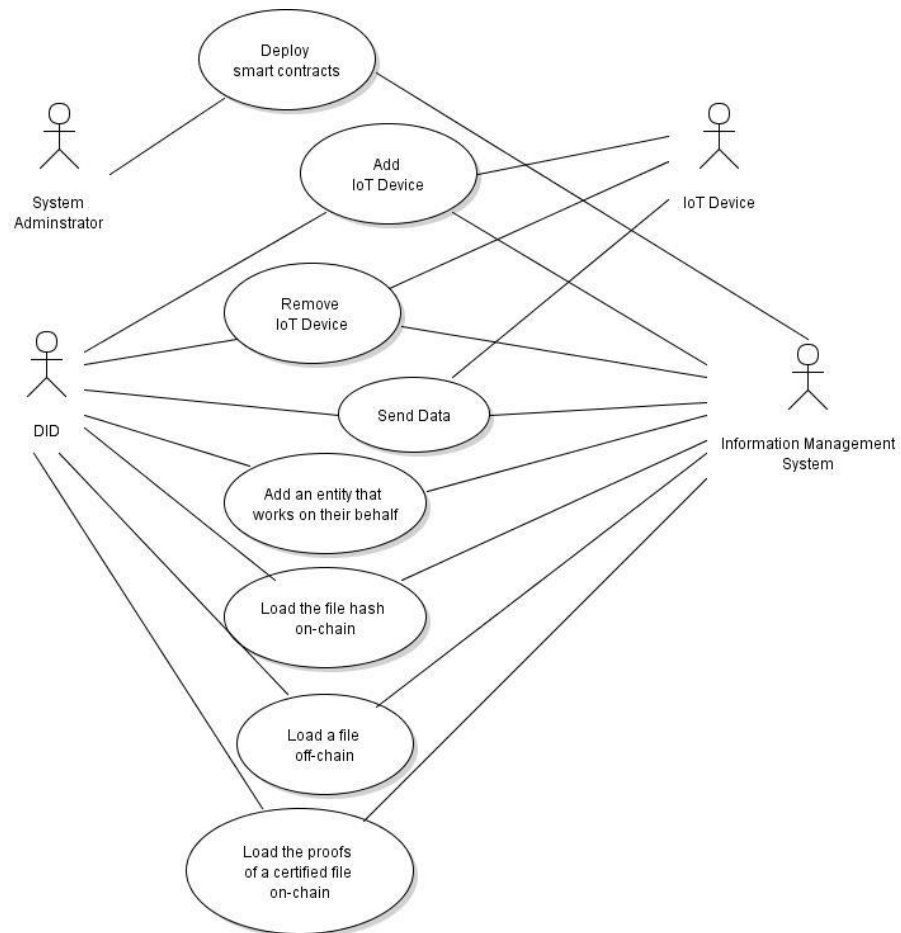 Deploy
smart contracts
System
Adminstrator
Add
IoT Device
IoT Device
Remove
IoT Device
DID
Send Data
Information Management
System
Add an entity that
works on their behalf
Load the file hash
on-chain
Load a file
off-chain
Load the proofs
of a certified file
on-chain